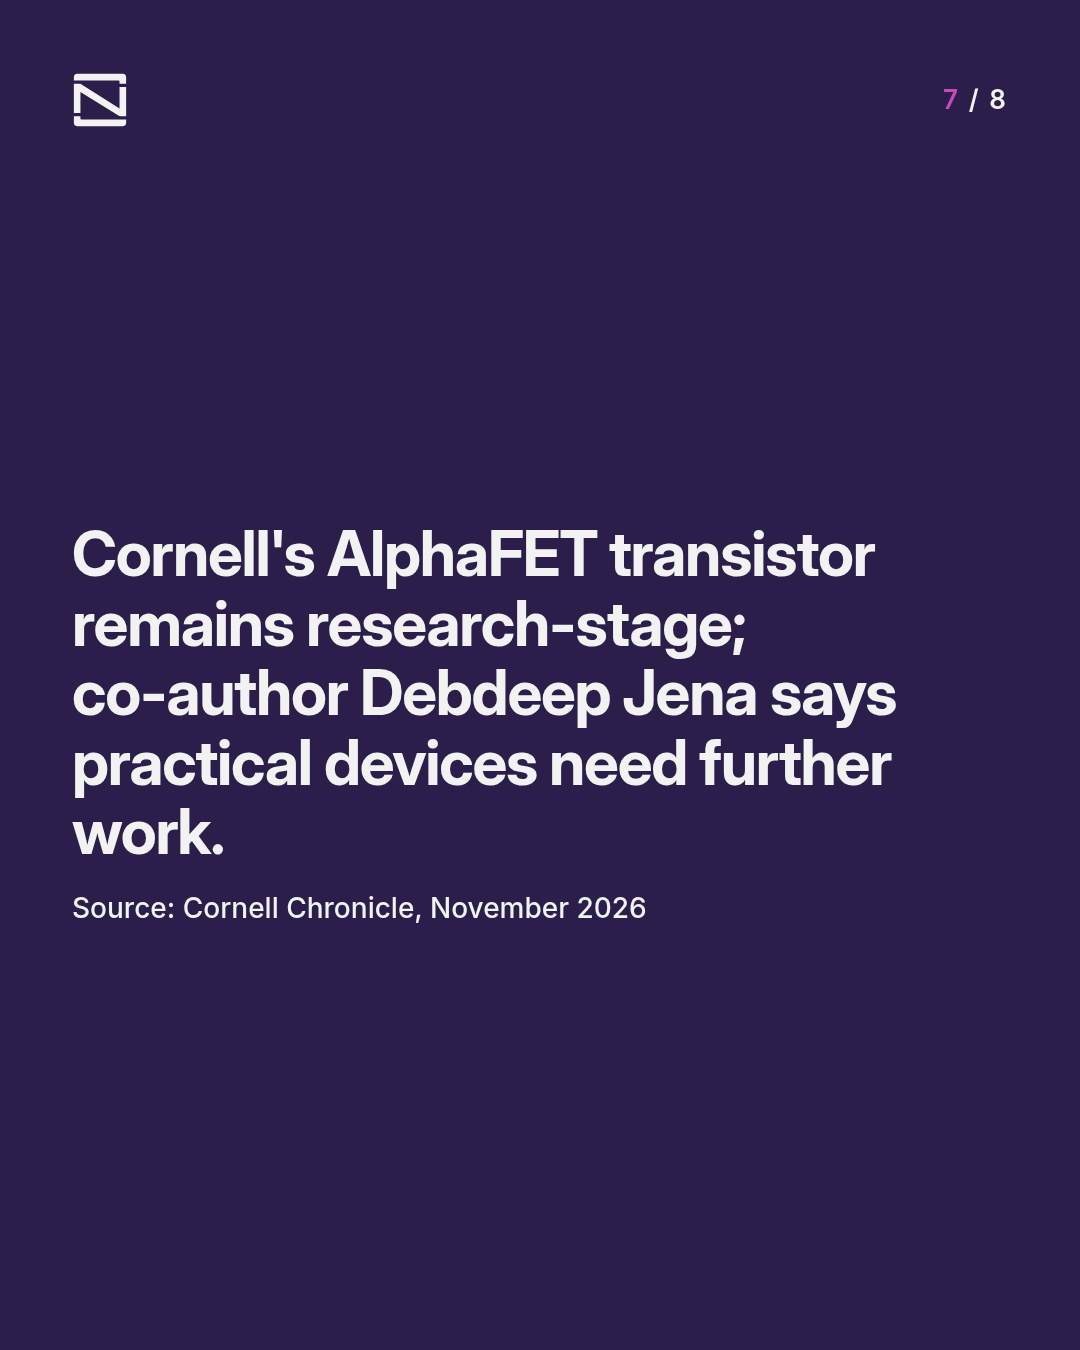 7 / 8
Cornell's AlphaFET transistor
remains research-stage;
co-author Debdeep Jena says
practical devices need further
work.
Source: Cornell Chronicle, November 2026